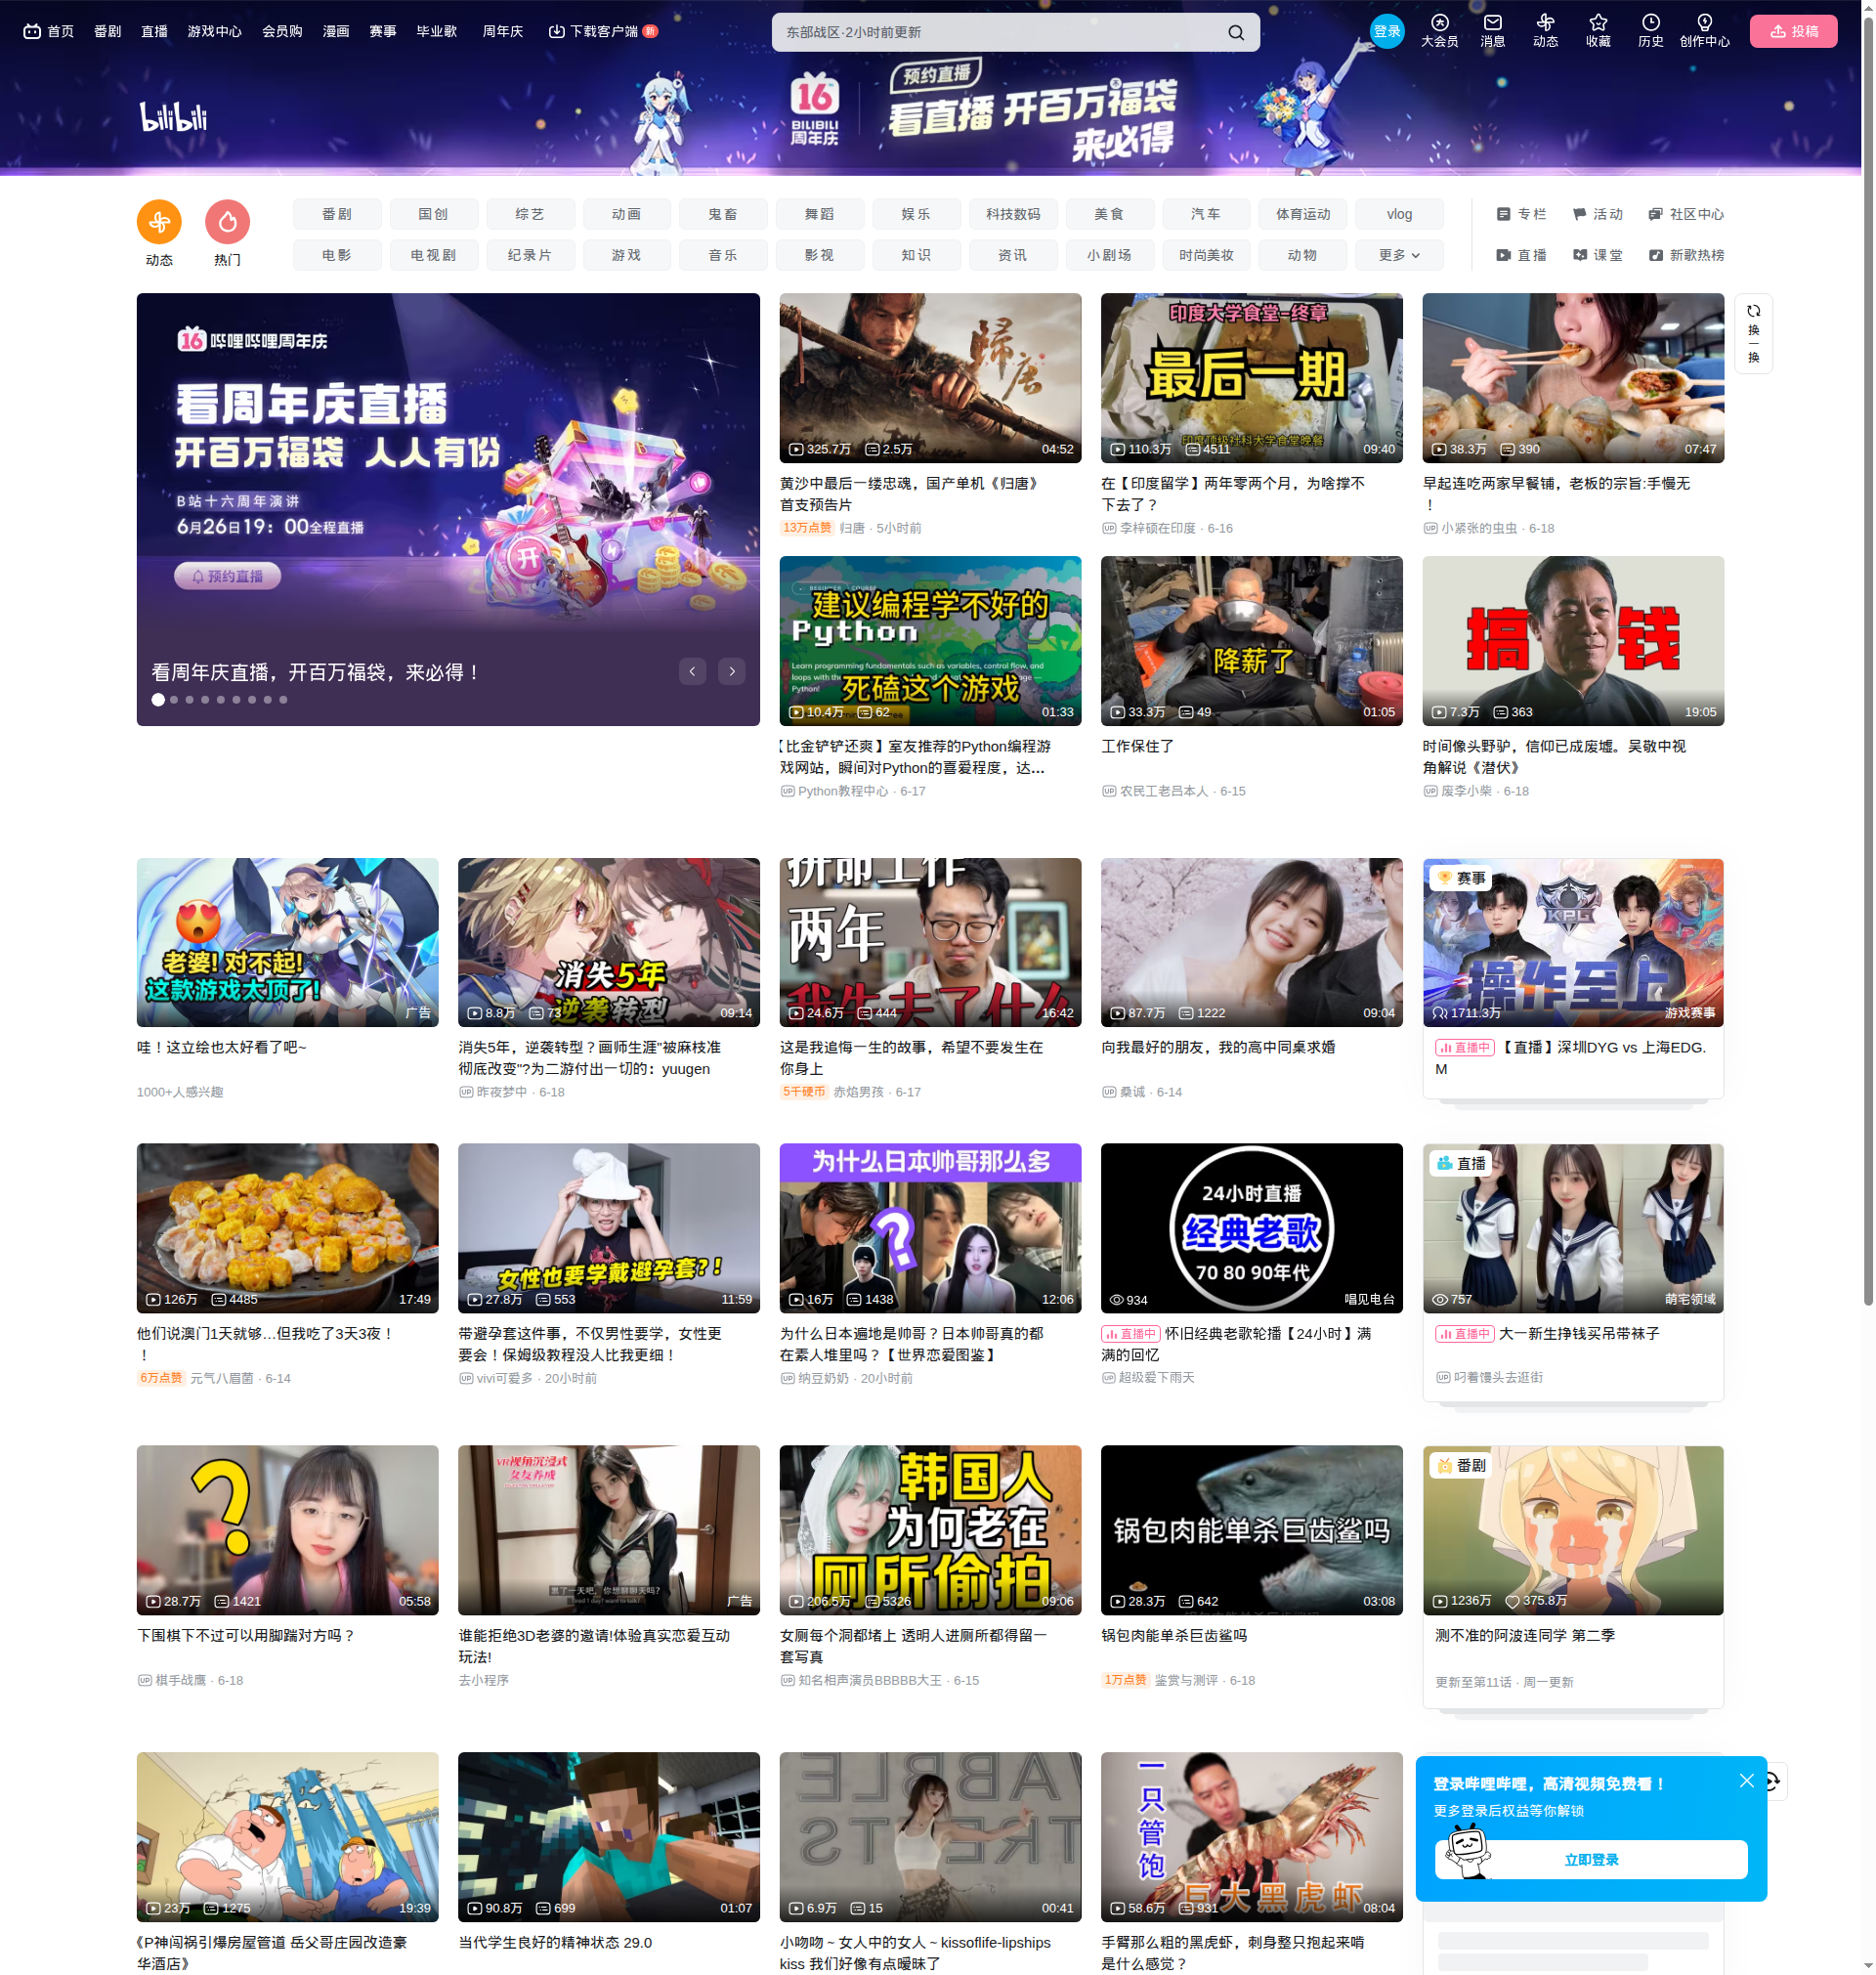 首页 番剧 直播 游戏中心 会员购 漫画 赛事 毕业歌 周年庆 下载客户端 新
东部战区·2小时前更新
登录 大会员 消息 动态 收藏 历史 创作中心 投稿
bilibili
16 BILIBILI 周年庆
预约直播
看直播 开百万福袋
来必得
动态 热门
番剧 国创 综艺 动画 鬼畜 舞蹈 娱乐 科技数码 美食 汽车 体育运动 vlog
专栏 活动 社区中心
电影 电视剧 纪录片 游戏 音乐 影视 知识 资讯 小剧场 时尚美妆 动物 更多
直播 课堂 新歌热榜
16 哔哩哔哩周年庆
看周年庆直播
开百万福袋 人人有份
B站十六周年演讲
6月26日19：00全程直播
预约直播
开
看周年庆直播，开百万福袋，来必得！
歸唐
325.7万 2.5万 04:52
黄沙中最后一缕忠魂，国产单机《归唐》
首支预告片
13万点赞 归唐 · 5小时前
印度大学食堂-终章
最后一期
印度顶级社科大学食堂晚餐
110.3万 4511 09:40
在【印度留学】两年零两个月，为啥撑不
下去了？
李梓硕在印度 · 6-16
38.3万 390 07:47
早起连吃两家早餐铺，老板的宗旨:手慢无
！
小紧张的虫虫 · 6-18
换一换
BEGINNER COURSE
建议编程学不好的
Python
Learn programming fundamentals such as variables, control flow, and
死磕这个游戏
10.4万 62 01:33
【比金铲铲还爽】室友推荐的Python编程游
戏网站，瞬间对Python的喜爱程度，达...
Python教程中心 · 6-17
降薪了
33.3万 49 01:05
工作保住了
农民工老吕本人 · 6-15
搞钱
7.3万 363 19:05
时间像头野驴，信仰已成废墟。吴敬中视
角解说《潜伏》
废李小柴 · 6-18
老婆! 对不起!
这款游戏太顶了!
广告
哇！这立绘也太好看了吧~
1000+人感兴趣
消失5年
逆袭转型
8.8万 73 09:14
消失5年，逆袭转型？画师生涯"被麻枝准
彻底改变"?为二游付出一切的：yuugen
昨夜梦中 · 6-18
拼命工作
两年
我失去了什么
24.6万 444 16:42
这是我追悔一生的故事，希望不要发生在
你身上
5千硬币 赤焰男孩 · 6-17
87.7万 1222 09:04
向我最好的朋友，我的高中同桌求婚
桑诚 · 6-14
赛事
KPL
操作至上
1711.3万 游戏赛事
直播中 【直播】深圳DYG vs 上海EDG.
M
126万 4485 17:49
他们说澳门1天就够…但我吃了3天3夜！
！
6万点赞 元气八眉菌 · 6-14
女性也要学戴避孕套?!
27.8万 553 11:59
带避孕套这件事，不仅男性要学，女性更
要会！保姆级教程没人比我更细！
vivi可爱多 · 20小时前
为什么日本帅哥那么多
?
16万 1438 12:06
为什么日本遍地是帅哥？日本帅哥真的都
在素人堆里吗？【世界恋爱图鉴】
纳豆奶奶 · 20小时前
24小时直播
经典老歌
70 80 90年代
934 唱见电台
直播中 怀旧经典老歌轮播【24小时】满
满的回忆
超级爱下雨天
直播
757 萌宅领域
直播中 大一新生挣钱买吊带袜子
叼着馒头去逛街
?
28.7万 1421 05:58
下围棋下不过可以用脚踹对方吗？
棋手战鹰 · 6-18
VR视角沉浸式
女友养成
累了一天吧，你想聊聊天吗？
广告
谁能拒绝3D老婆的邀请!体验真实恋爱互动
玩法!
去小程序
韩国人
为何老在
厕所偷拍
206.5万 5326 09:06
女厕每个洞都堵上 透明人进厕所都得留一
套写真
知名相声演员BBBBB大王 · 6-15
锅包肉能单杀巨齿鲨吗
28.3万 642 03:08
锅包肉能单杀巨齿鲨吗
1万点赞 鉴赏与测评 · 6-18
番剧
1236万 375.8万
测不准的阿波连同学 第二季
更新至第11话 · 周一更新
23万 1275 19:39
《P神闯祸引爆房屋管道 岳父哥庄园改造豪
华酒店》
90.8万 699 01:07
当代学生良好的精神状态 29.0
6.9万 15 00:41
小吻吻 ~ 女人中的女人 ~ kissoflife-lipships
kiss 我们好像有点暧昧了
一只管饱
巨大黑虎虾
58.6万 931 08:04
手臂那么粗的黑虎虾，刺身整只抱起来啃
是什么感觉？
登录哔哩哔哩，高清视频免费看！
更多登录后权益等你解锁
立即登录